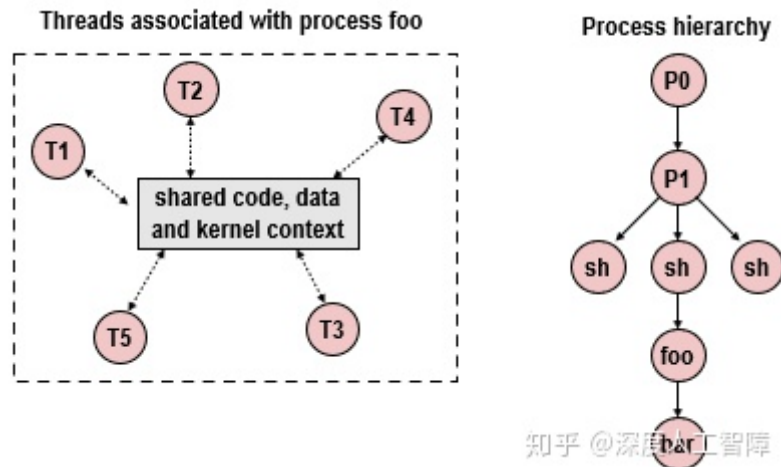 Threads associated with process foo
T1
T2
T4
shared code, data
and kernel context
T5
T3
Process hierarchy
P0
P1
sh
sh
sh
foo
bar
知乎 @深度人工智障